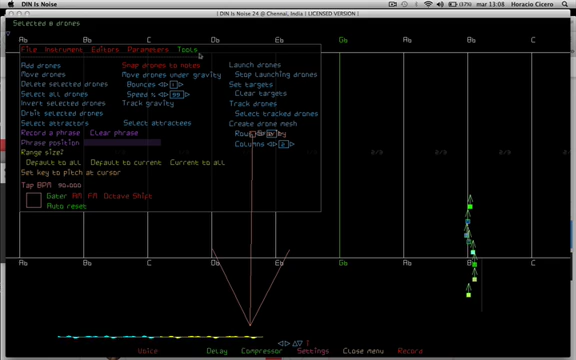 DIN Is Noise
(37%)
mar 13:08
Horacio Cicero
| DIN Is Noise 24 @ Chennai, India | LICENSED VERSION |
Selected 8 drones
Ab Bb C Db Eb Gb Ab Bb C
File Instrument Editors Parameters Tools
Add drones Snap drones to notes Launch drones
Move drones Move drones under gravity Stop launching drones
Delete selected drones Bounces Set targets
Select all drones Speed Clear targets
Invert selected drones Track gravity Track drones
Orbit selected drones Select tracked drones
Select attractors Select attractees Create drone mesh
Record a phrase Clear phrase
Phrase position Columns
Range size?
Default to all Default to current Current to all
Set key to pitch at cursor
Tap BPM 90.000
Gater AM FM Octave Shift
Auto reset
Ab Bb C Db Eb Gb Ab Bb C
Voice Delay Compressor Settings Close menu Record